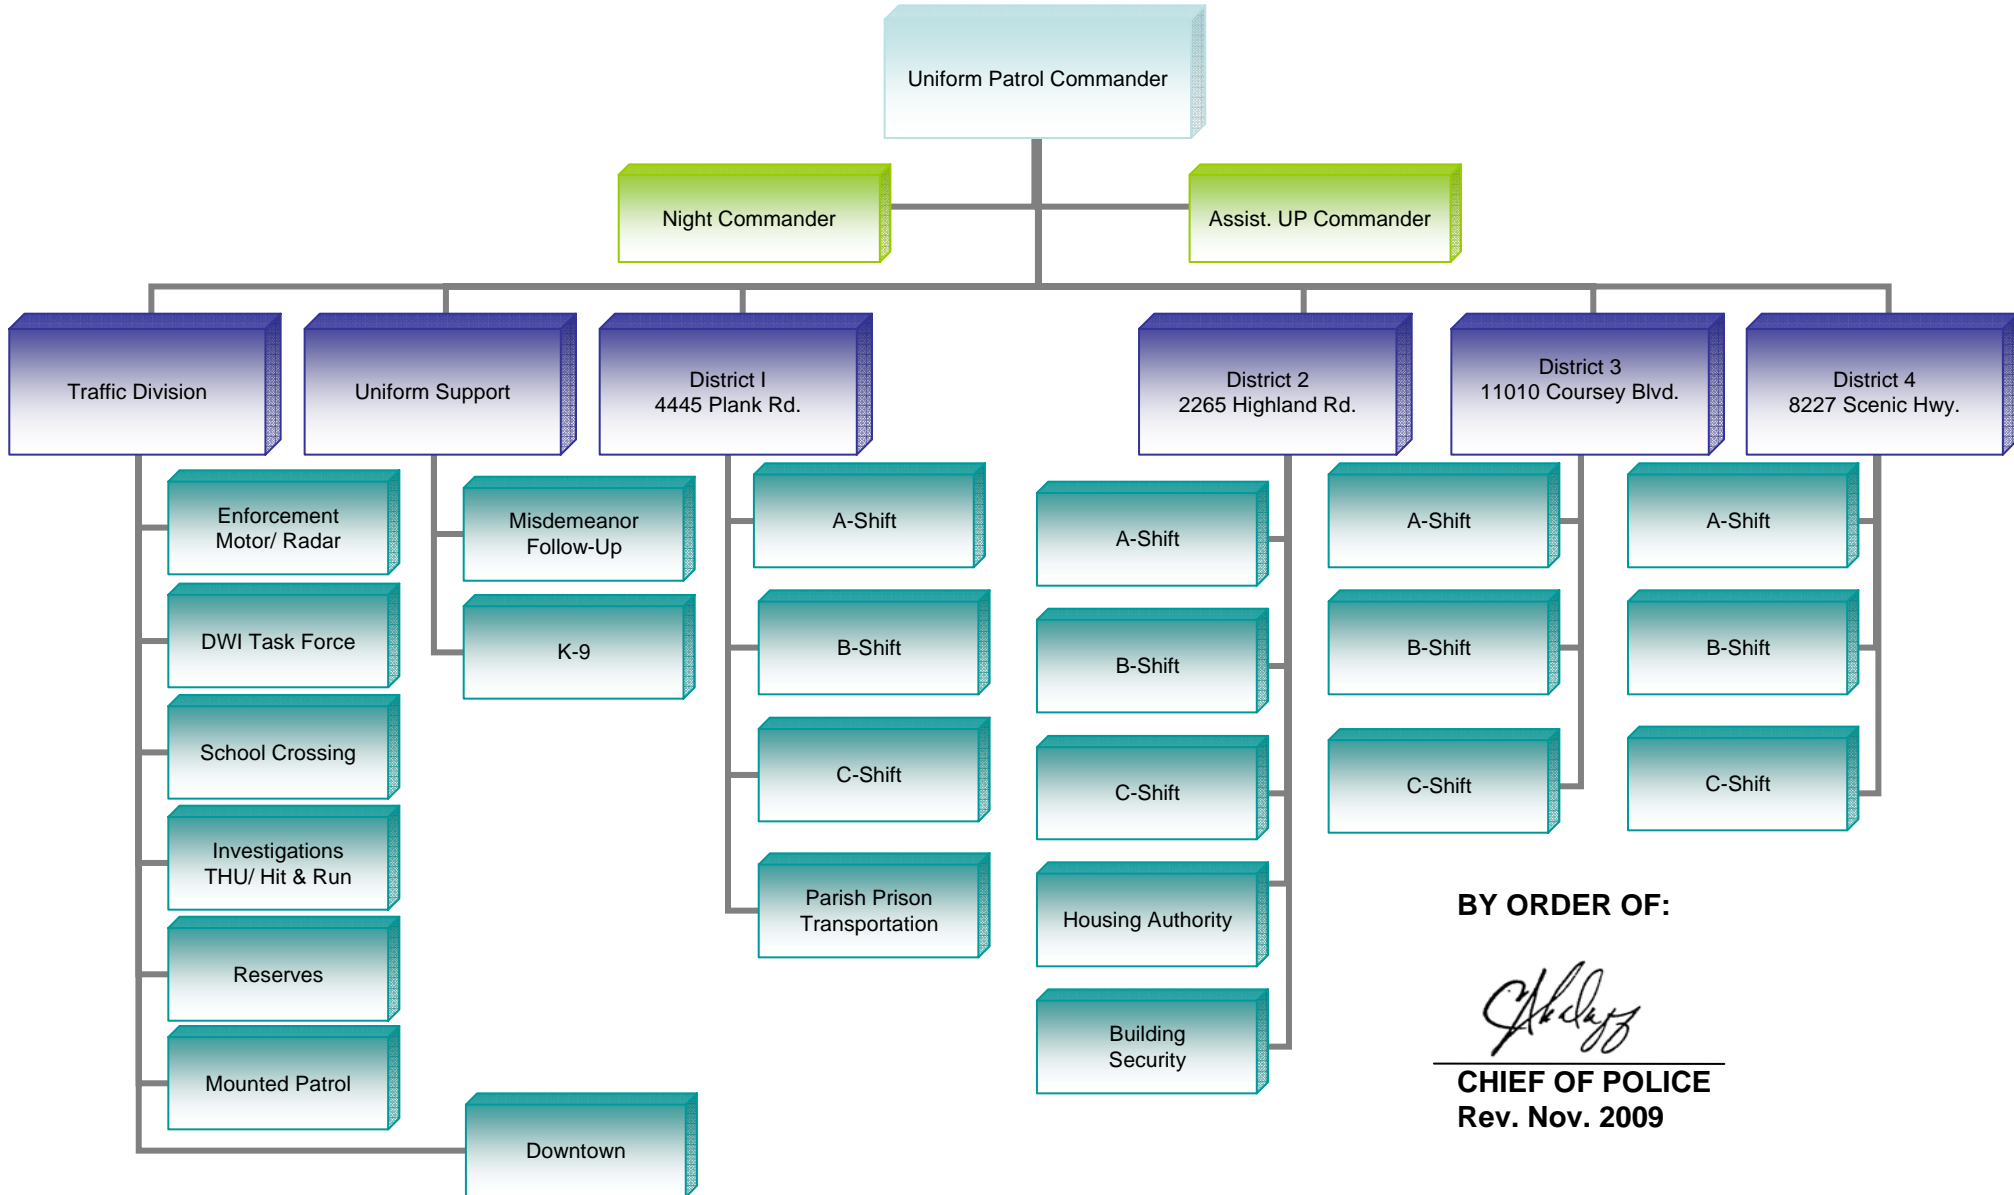 Uniform Patrol Commander
Night Commander
Assist. UP Commander
Traffic Division
Uniform Support
District I
4445 Plank Rd.
District 2
2265 Highland Rd.
District 3
11010 Coursey Blvd.
District 4
8227 Scenic Hwy.
Enforcement
Motor/ Radar
DWI Task Force
School Crossing
Investigations
THU/ Hit & Run
Reserves
Mounted Patrol
Downtown
Misdemeanor
Follow-Up
K-9
A-Shift
B-Shift
C-Shift
Parish Prison
Transportation
A-Shift
B-Shift
C-Shift
Housing Authority
Building
Security
A-Shift
B-Shift
C-Shift
A-Shift
B-Shift
C-Shift
BY ORDER OF:
CHIEF OF POLICE
Rev. Nov. 2009